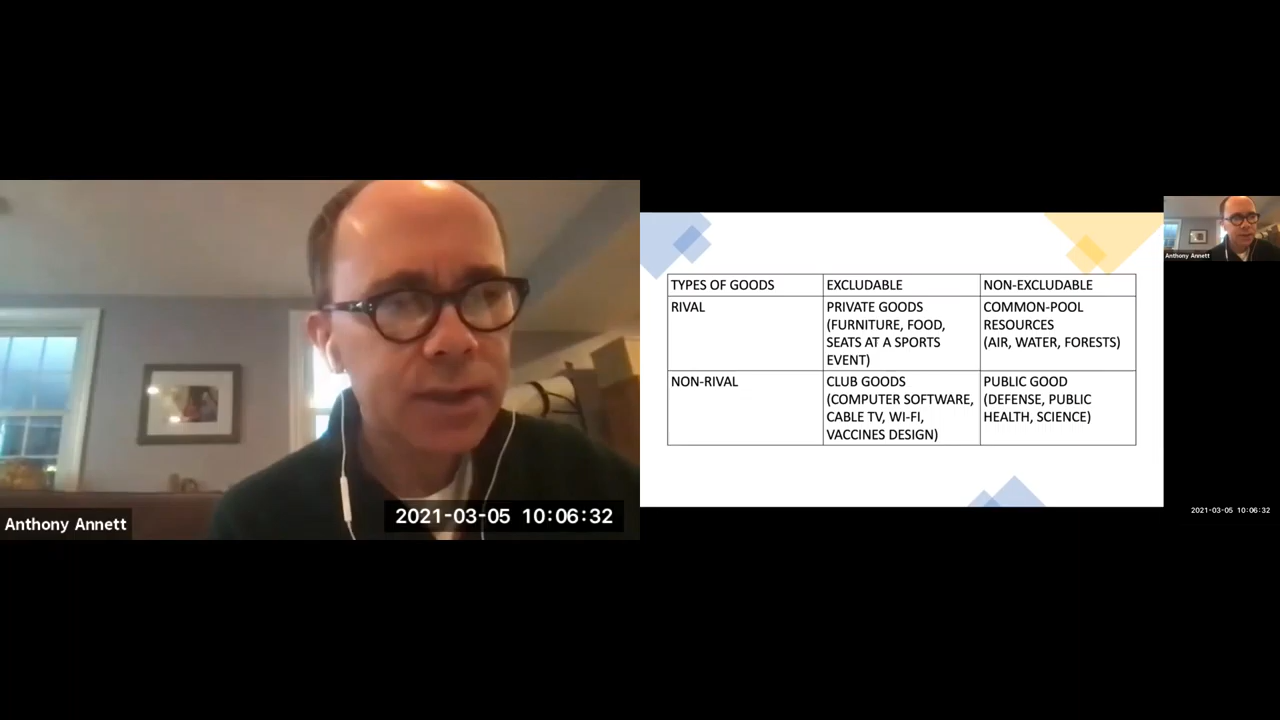 Anthony Annett
2021-03-05 10:06:32
TYPES OF GOODS
EXCLUDABLE
NON-EXCLUDABLE
RIVAL
PRIVATE GOODS
(FURNITURE, FOOD,
SEATS AT A SPORTS
EVENT)
COMMON-POOL
RESOURCES
(AIR, WATER, FORESTS)
NON-RIVAL
CLUB GOODS
(COMPUTER SOFTWARE,
CABLE TV, WI-FI,
VACCINES DESIGN)
PUBLIC GOOD
(DEFENSE, PUBLIC
HEALTH, SCIENCE)
Anthony Annett
2021-03-05 10:06:32